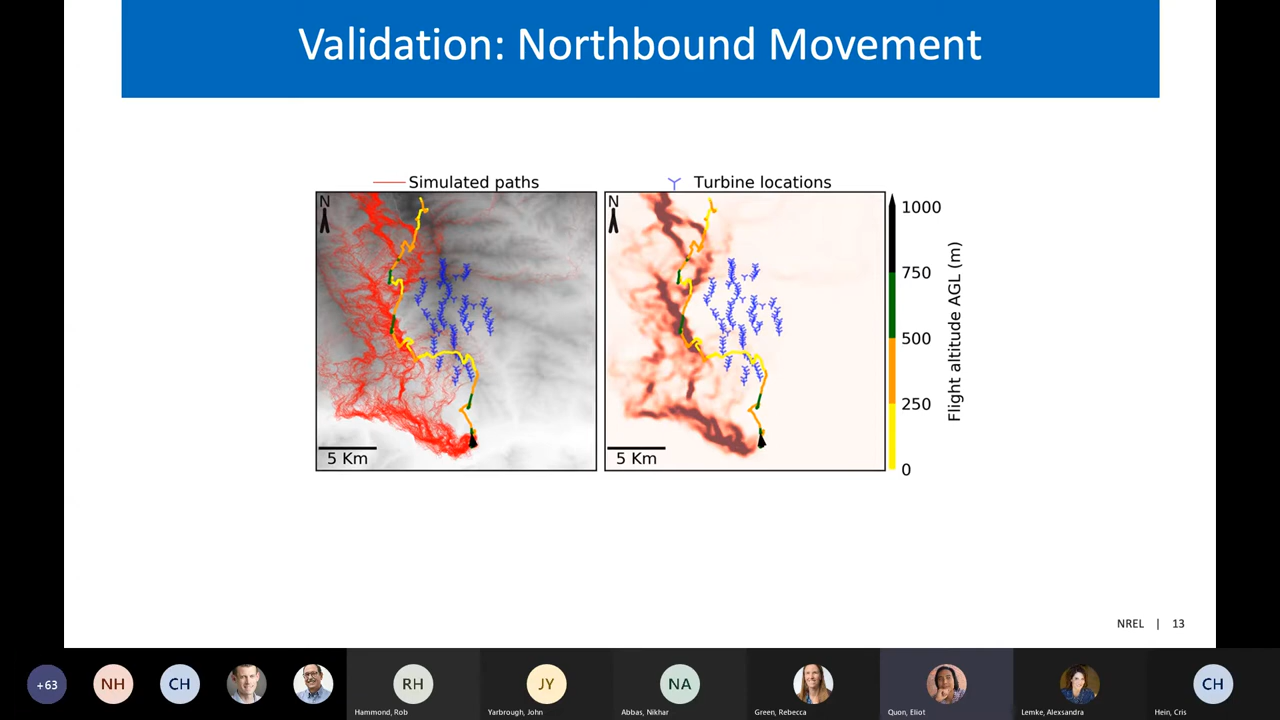 Validation: Northbound Movement
Simulated paths
Turbine locations
N
N
1000
750
500
250
0
Flight altitude AGL (m)
5 Km
5 Km
NREL | 13
+63
NH
CH
RH
JY
NA
CH
Hammond, Rob
Yarbrough, John
Abbas, Nikhar
Green, Rebecca
Quon, Eliot
Lemke, Alexsandra
Hein, Cris